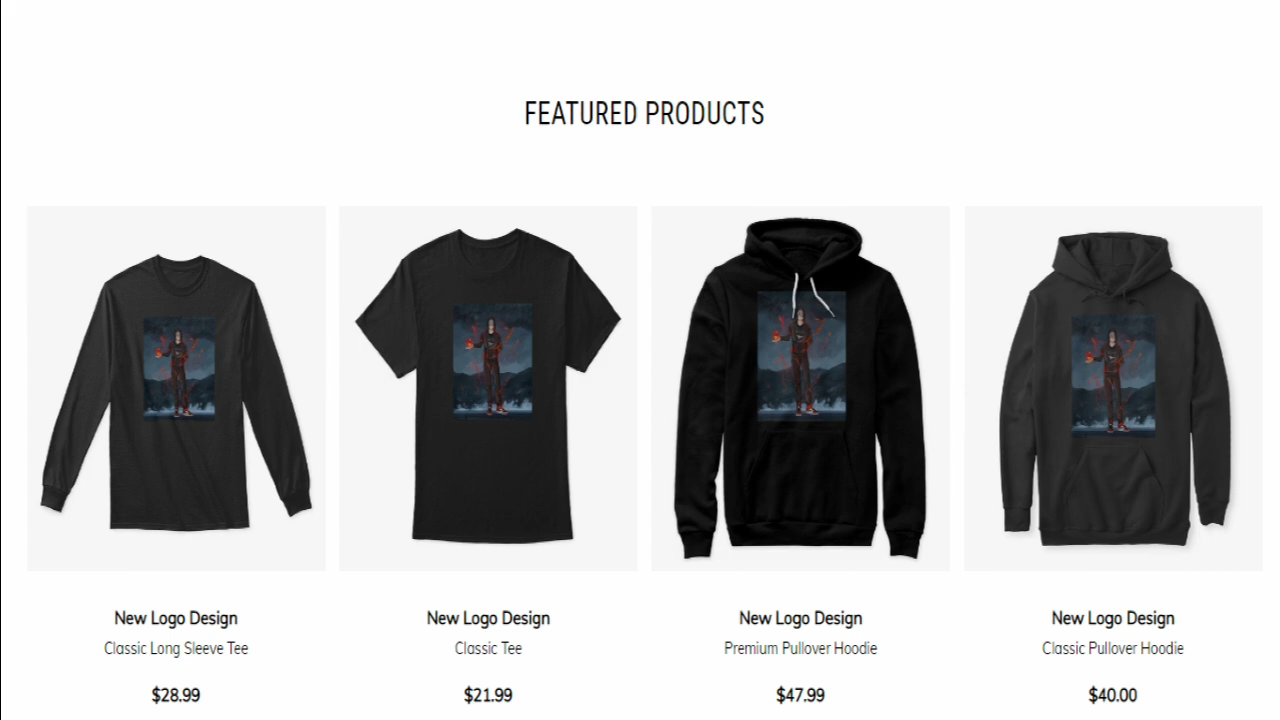 FEATURED PRODUCTS
New Logo Design
Classic Long Sleeve Tee
$28.99
New Logo Design
Classic Tee
$21.99
New Logo Design
Premium Pullover Hoodie
$47.99
New Logo Design
Classic Pullover Hoodie
$40.00